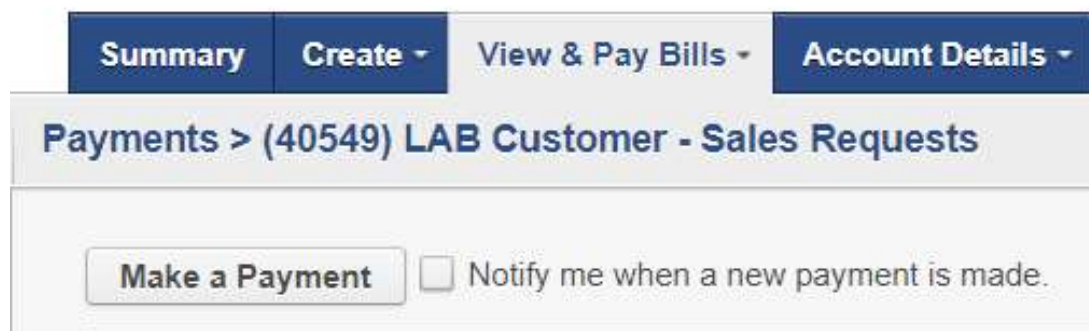 Summary Create View & Pay Bills Account Details
Payments > (40549) LAB Customer - Sales Requests
Make a Payment Notify me when a new payment is made.